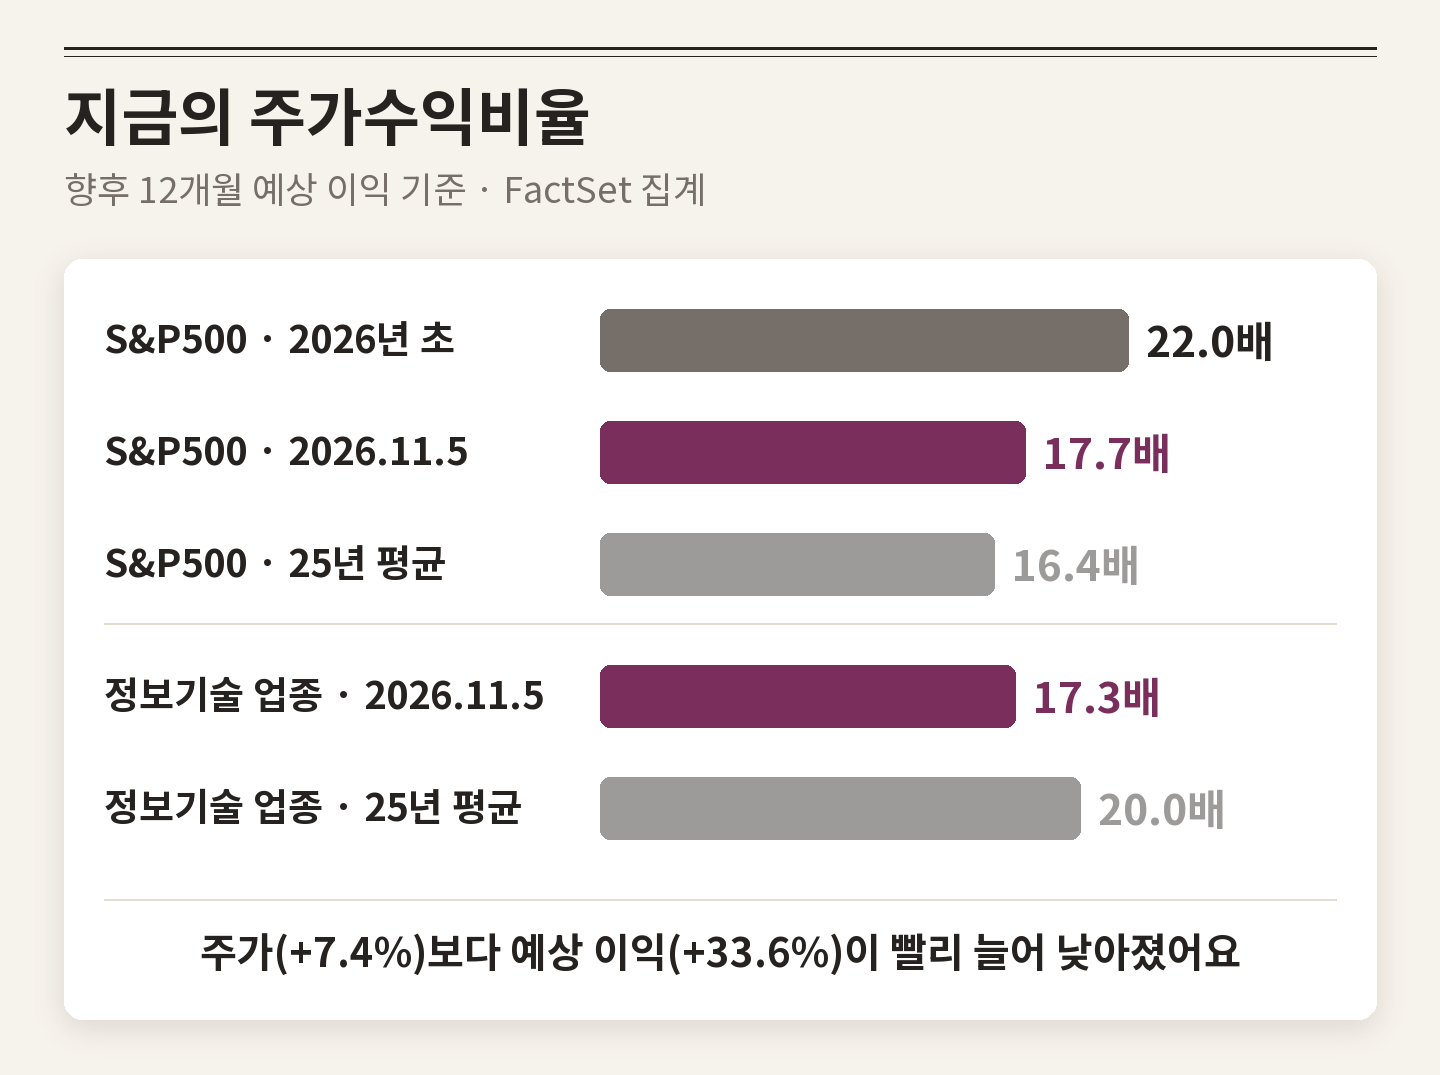 지금의 주가수익비율
향후 12개월 예상 이익 기준 · FactSet 집계
S&P500 · 2026년 초
22.0배
S&P500 · 2026.11.5
17.7배
S&P500 · 25년 평균
16.4배
정보기술 업종 · 2026.11.5
17.3배
정보기술 업종 · 25년 평균
20.0배
주가(+7.4%)보다 예상 이익(+33.6%)이 빨리 늘어 낮아졌어요